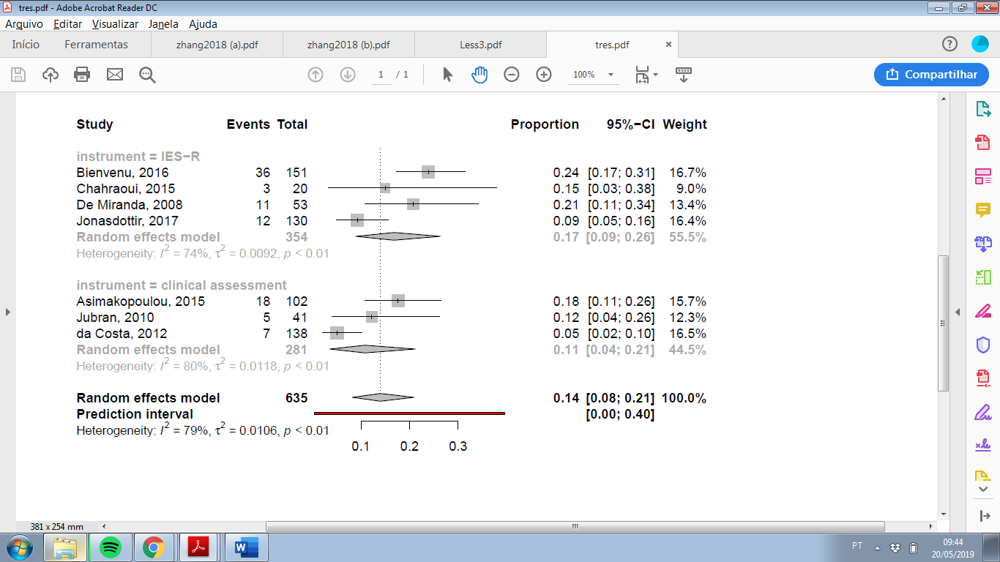 tres.pdf - Adobe Acrobat Reader DC
Arquivo Editar Visualizar Janela Ajuda
Início Ferramentas zhang2018 (a).pdf zhang2018 (b).pdf Less3.pdf tres.pdf ×
1 / 1 100% Compartilhar
Study Events Total Proportion 95%−CI Weight
instrument = IES−R
Bienvenu, 2016 36 151 0.24 [0.17; 0.31] 16.7%
Chahraoui, 2015 3 20 0.15 [0.03; 0.38] 9.0%
De Miranda, 2008 11 53 0.21 [0.11; 0.34] 13.4%
Jonasdottir, 2017 12 130 0.09 [0.05; 0.16] 16.4%
Random effects model 354 0.17 [0.09; 0.26] 55.5%
Heterogeneity: I² = 74%, τ² = 0.0092, p < 0.01
instrument = clinical assessment
Asimakopoulou, 2015 18 102 0.18 [0.11; 0.26] 15.7%
Jubran, 2010 5 41 0.12 [0.04; 0.26] 12.3%
da Costa, 2012 7 138 0.05 [0.02; 0.10] 16.5%
Random effects model 281 0.11 [0.04; 0.21] 44.5%
Heterogeneity: I² = 80%, τ² = 0.0118, p < 0.01
Random effects model 635 0.14 [0.08; 0.21] 100.0%
Prediction interval [0.00; 0.40]
Heterogeneity: I² = 79%, τ² = 0.0106, p < 0.01
0.1 0.2 0.3
381 x 254 mm
PT 09:44
20/05/2019